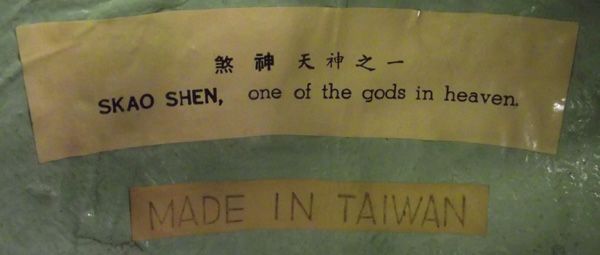 煞神 天神之一
SKAO SHEN, one of the gods in heaven.
MADE IN TAIWAN